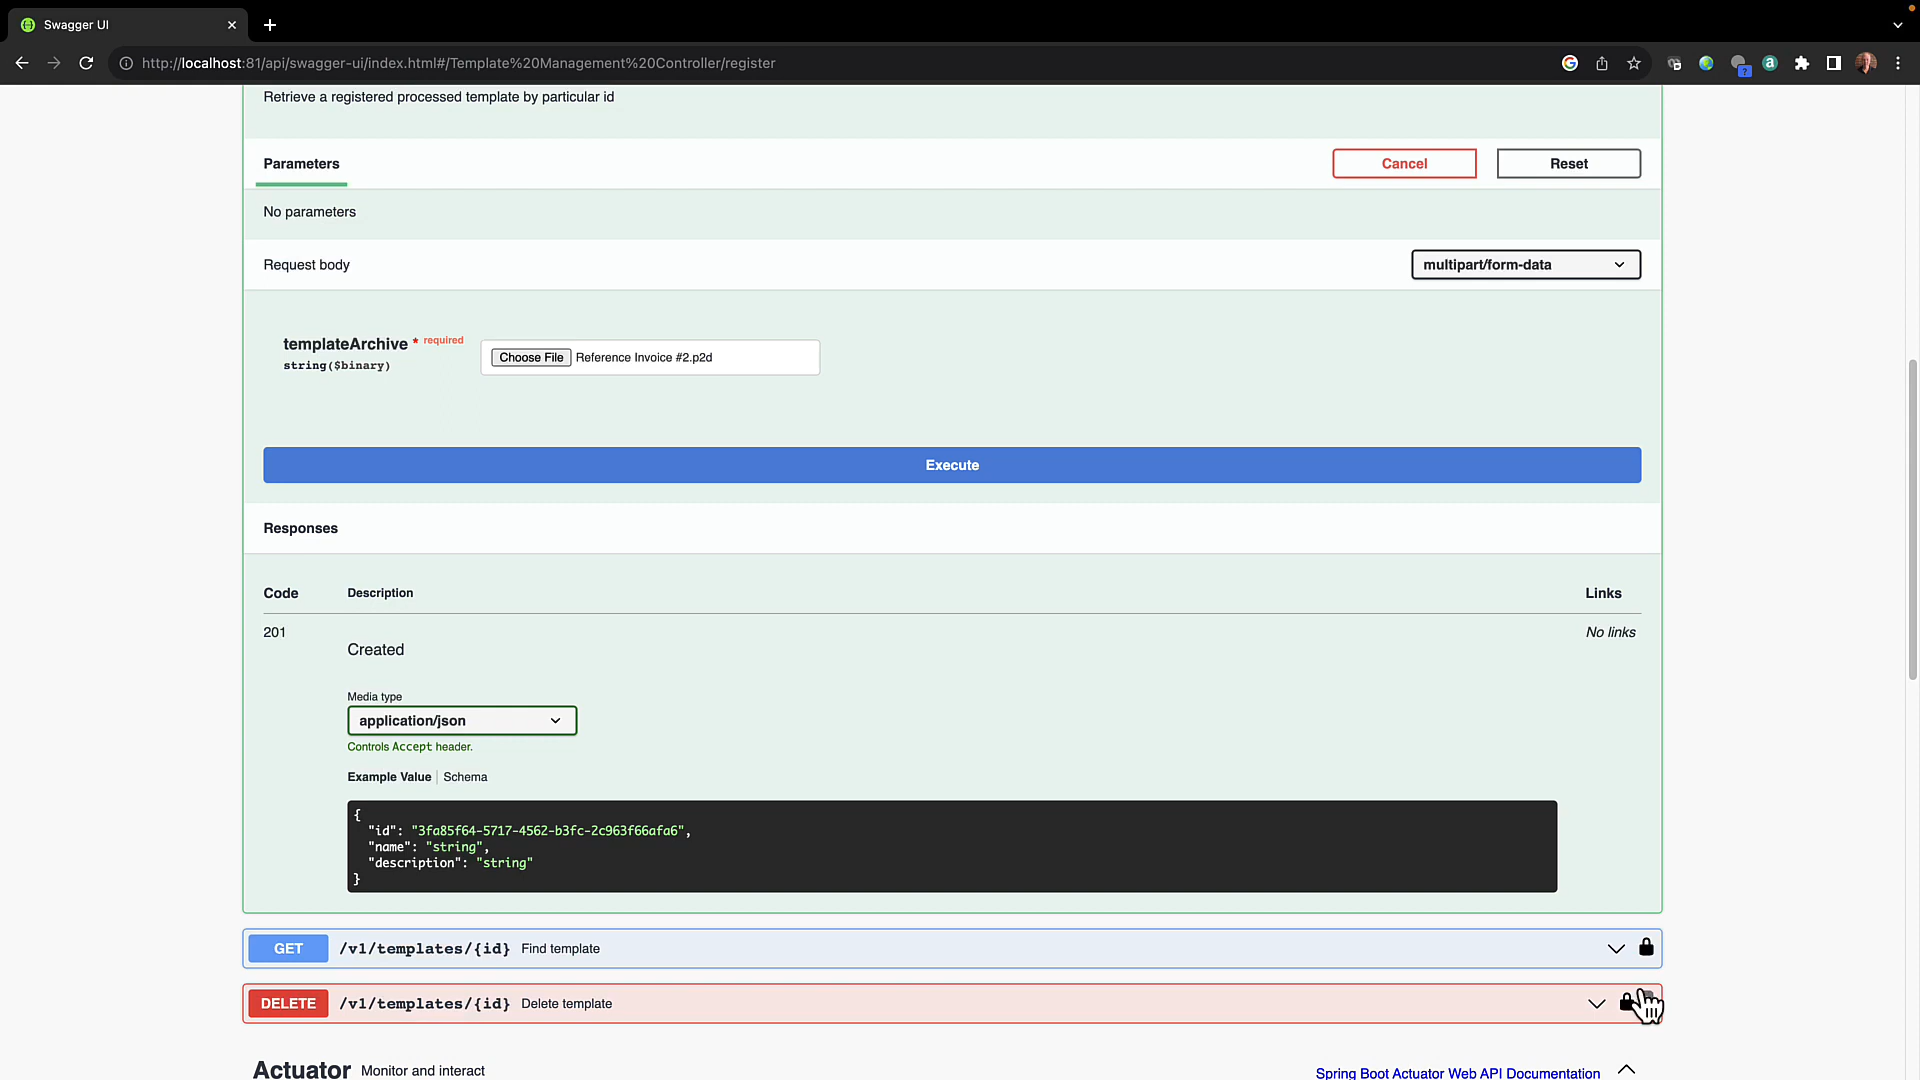 Swagger UI
http://localhost:81/api/swagger-ui/index.html#/Template%20Management%20Controller/register
Retrieve a registered processed template by particular id
Parameters
Cancel
Reset
No parameters
Request body
multipart/form-data
templateArchive * required
string($binary)
Choose File Reference Invoice #2.p2d
Execute
Responses
Code Description Links
201 No links
Created
Media type
application/json
Controls Accept header.
Example Value Schema
{
"id": "3fa85f64-5717-4562-b3fc-2c963f66afa6",
"name": "string",
"description": "string"
}
GET /v1/templates/{id} Find template
DELETE /v1/templates/{id} Delete template
Actuator Monitor and interact Spring Boot Actuator Web API Documentation